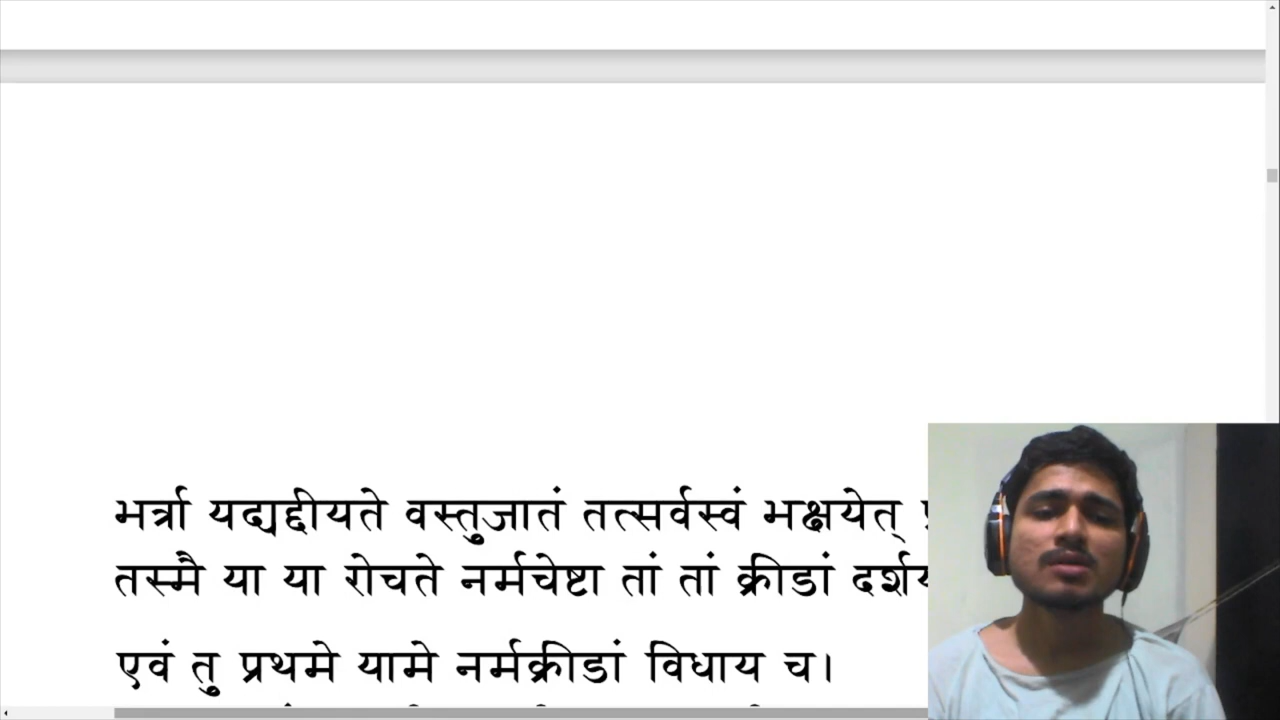 भर्त्रा यद्यद्दीयते वस्तुजातं तत्सर्वस्वं भक्षयेत्
तस्मै या या रोचते नर्मचेष्टा तां तां क्रीडां
एवं तु प्रथमे यामे नर्मक्रीडां विधाय च।